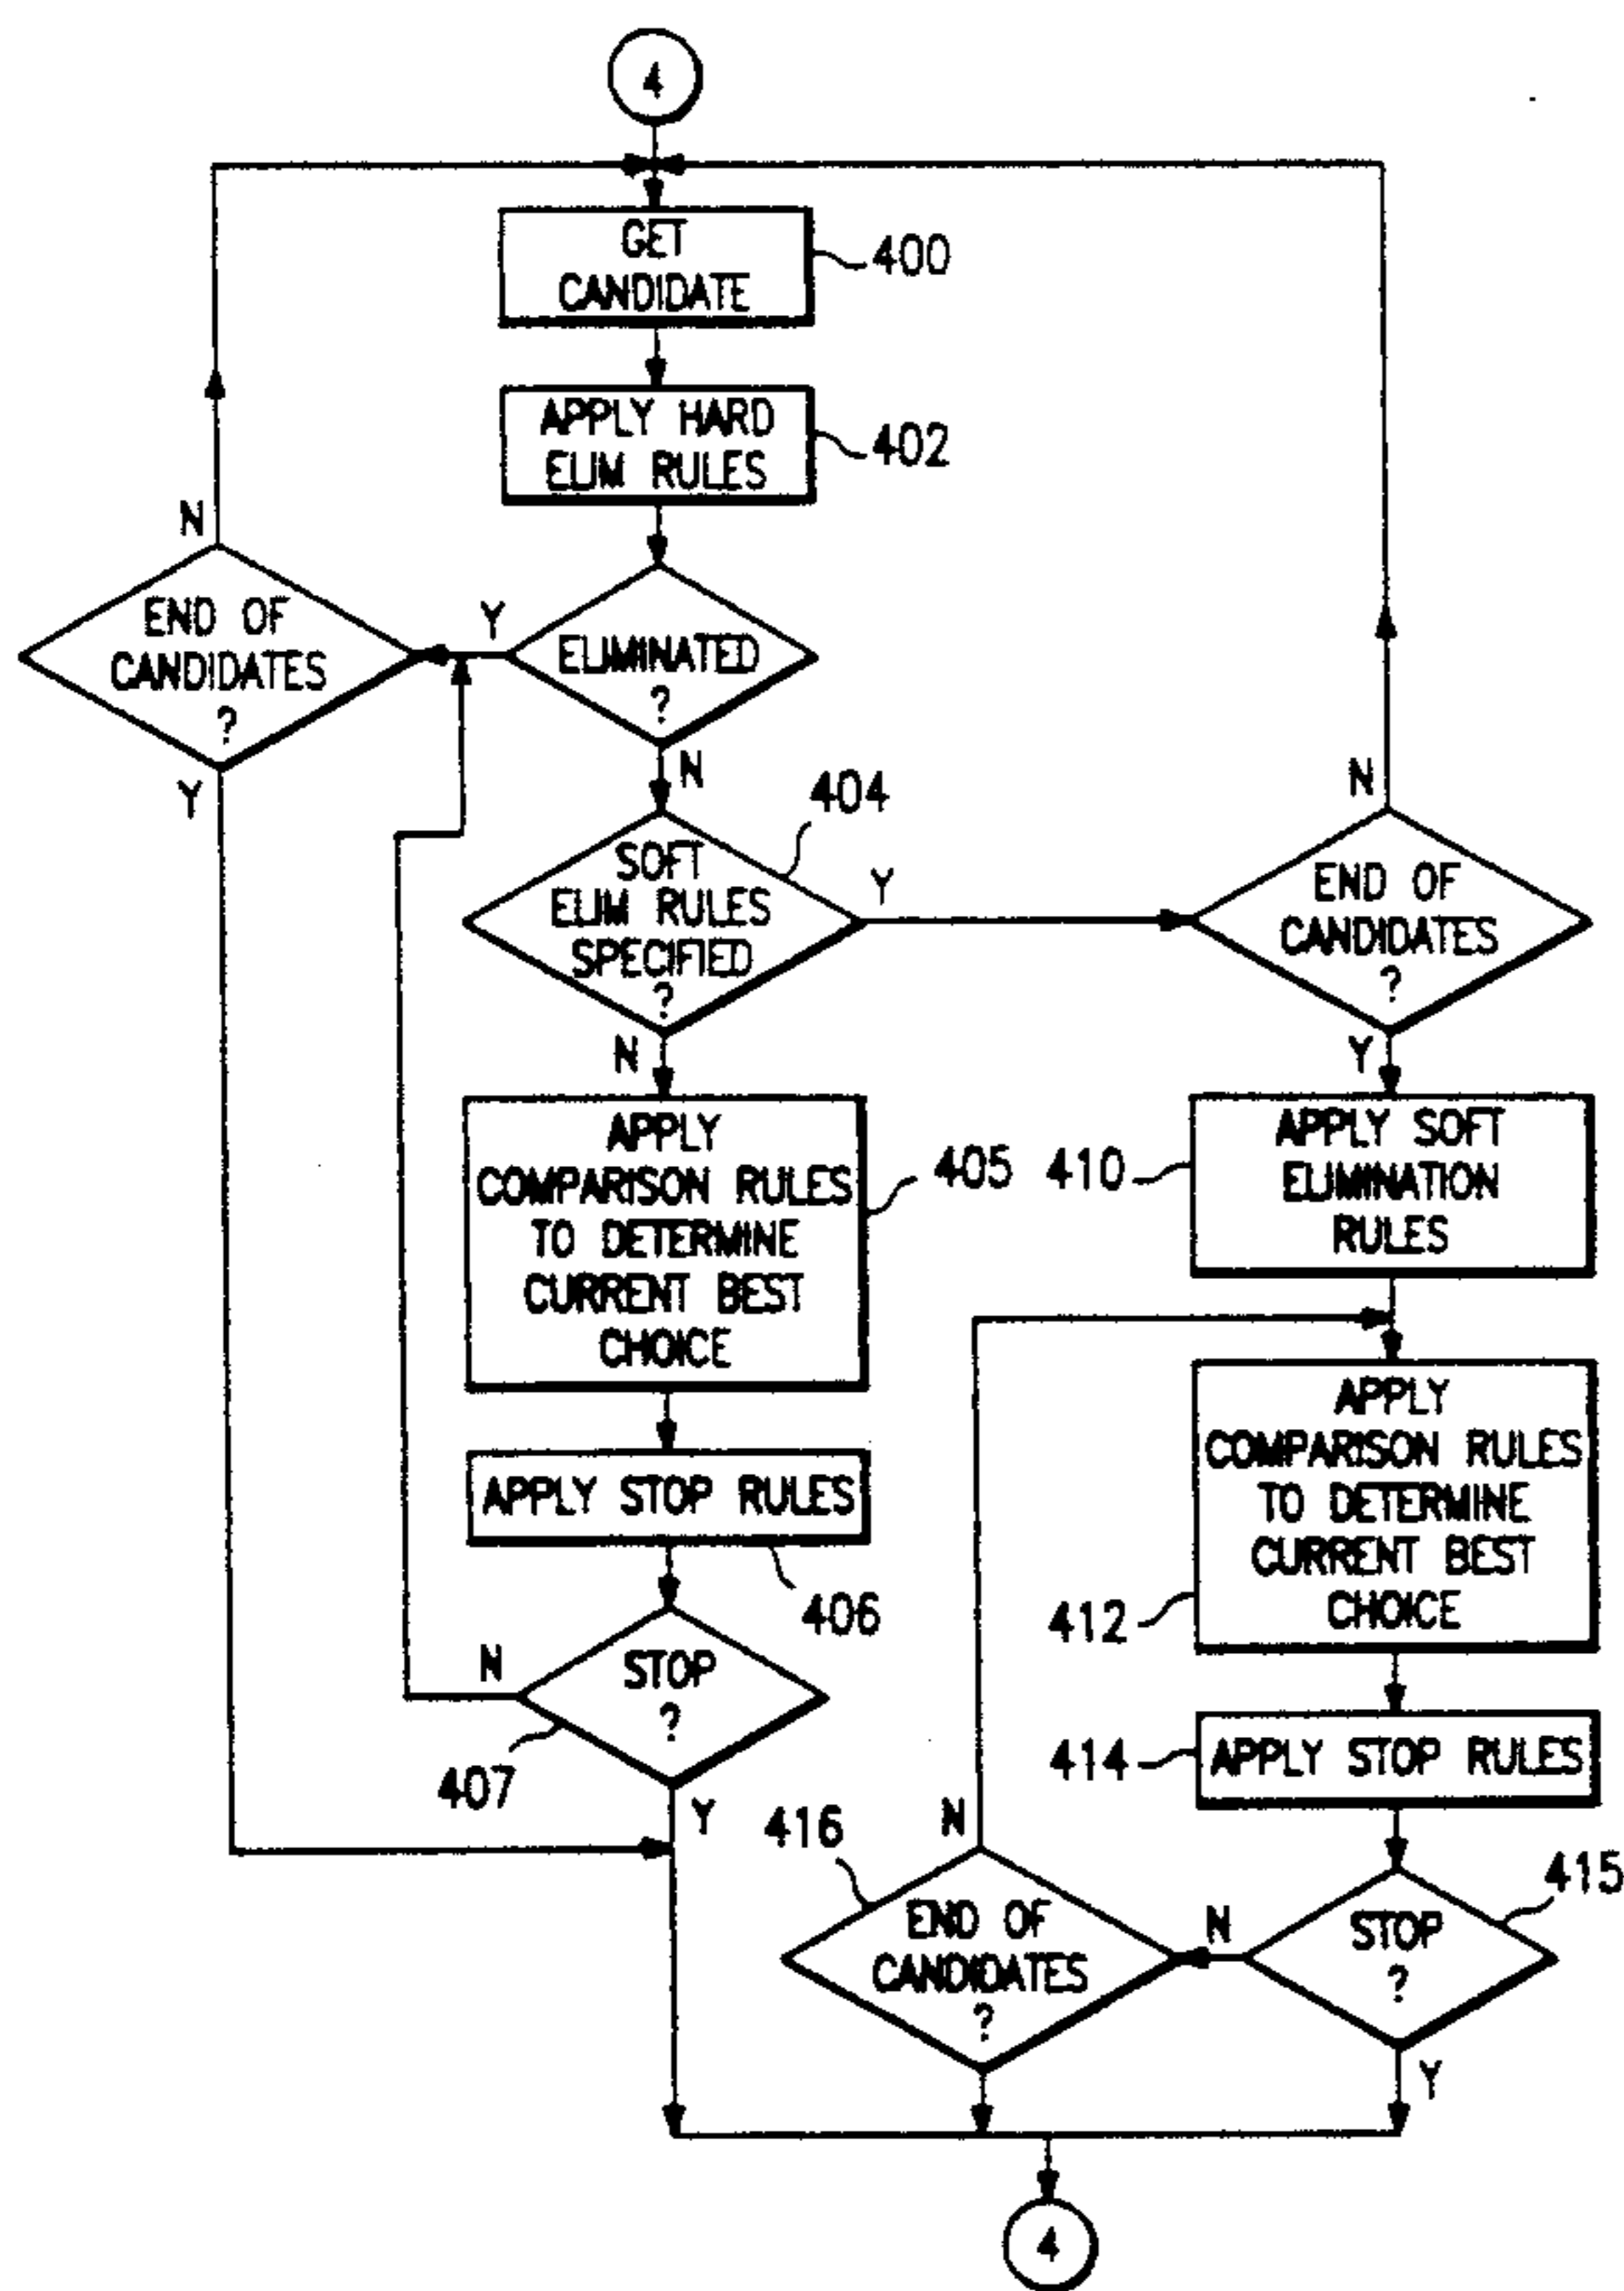 4
GET
CANDIDATE
400
APPLY HARD
ELIM RULES
402
N
END OF
CANDIDATES
?
Y
Y
ELIMINATED
?
N
404
SOFT
ELIM RULES
SPECIFIED
?
Y
N
END OF
CANDIDATES
?
N
Y
APPLY
COMPARISON RULES
TO DETERMINE
CURRENT BEST
CHOICE
405
410
APPLY SOFT
ELIMINATION
RULES
APPLY STOP RULES
406
APPLY
COMPARISON RULES
TO DETERMINE
CURRENT BEST
CHOICE
412
N
STOP
?
407
Y
414
APPLY STOP RULES
416
N
END OF
CANDIDATES
?
N
STOP
?
415
Y
4